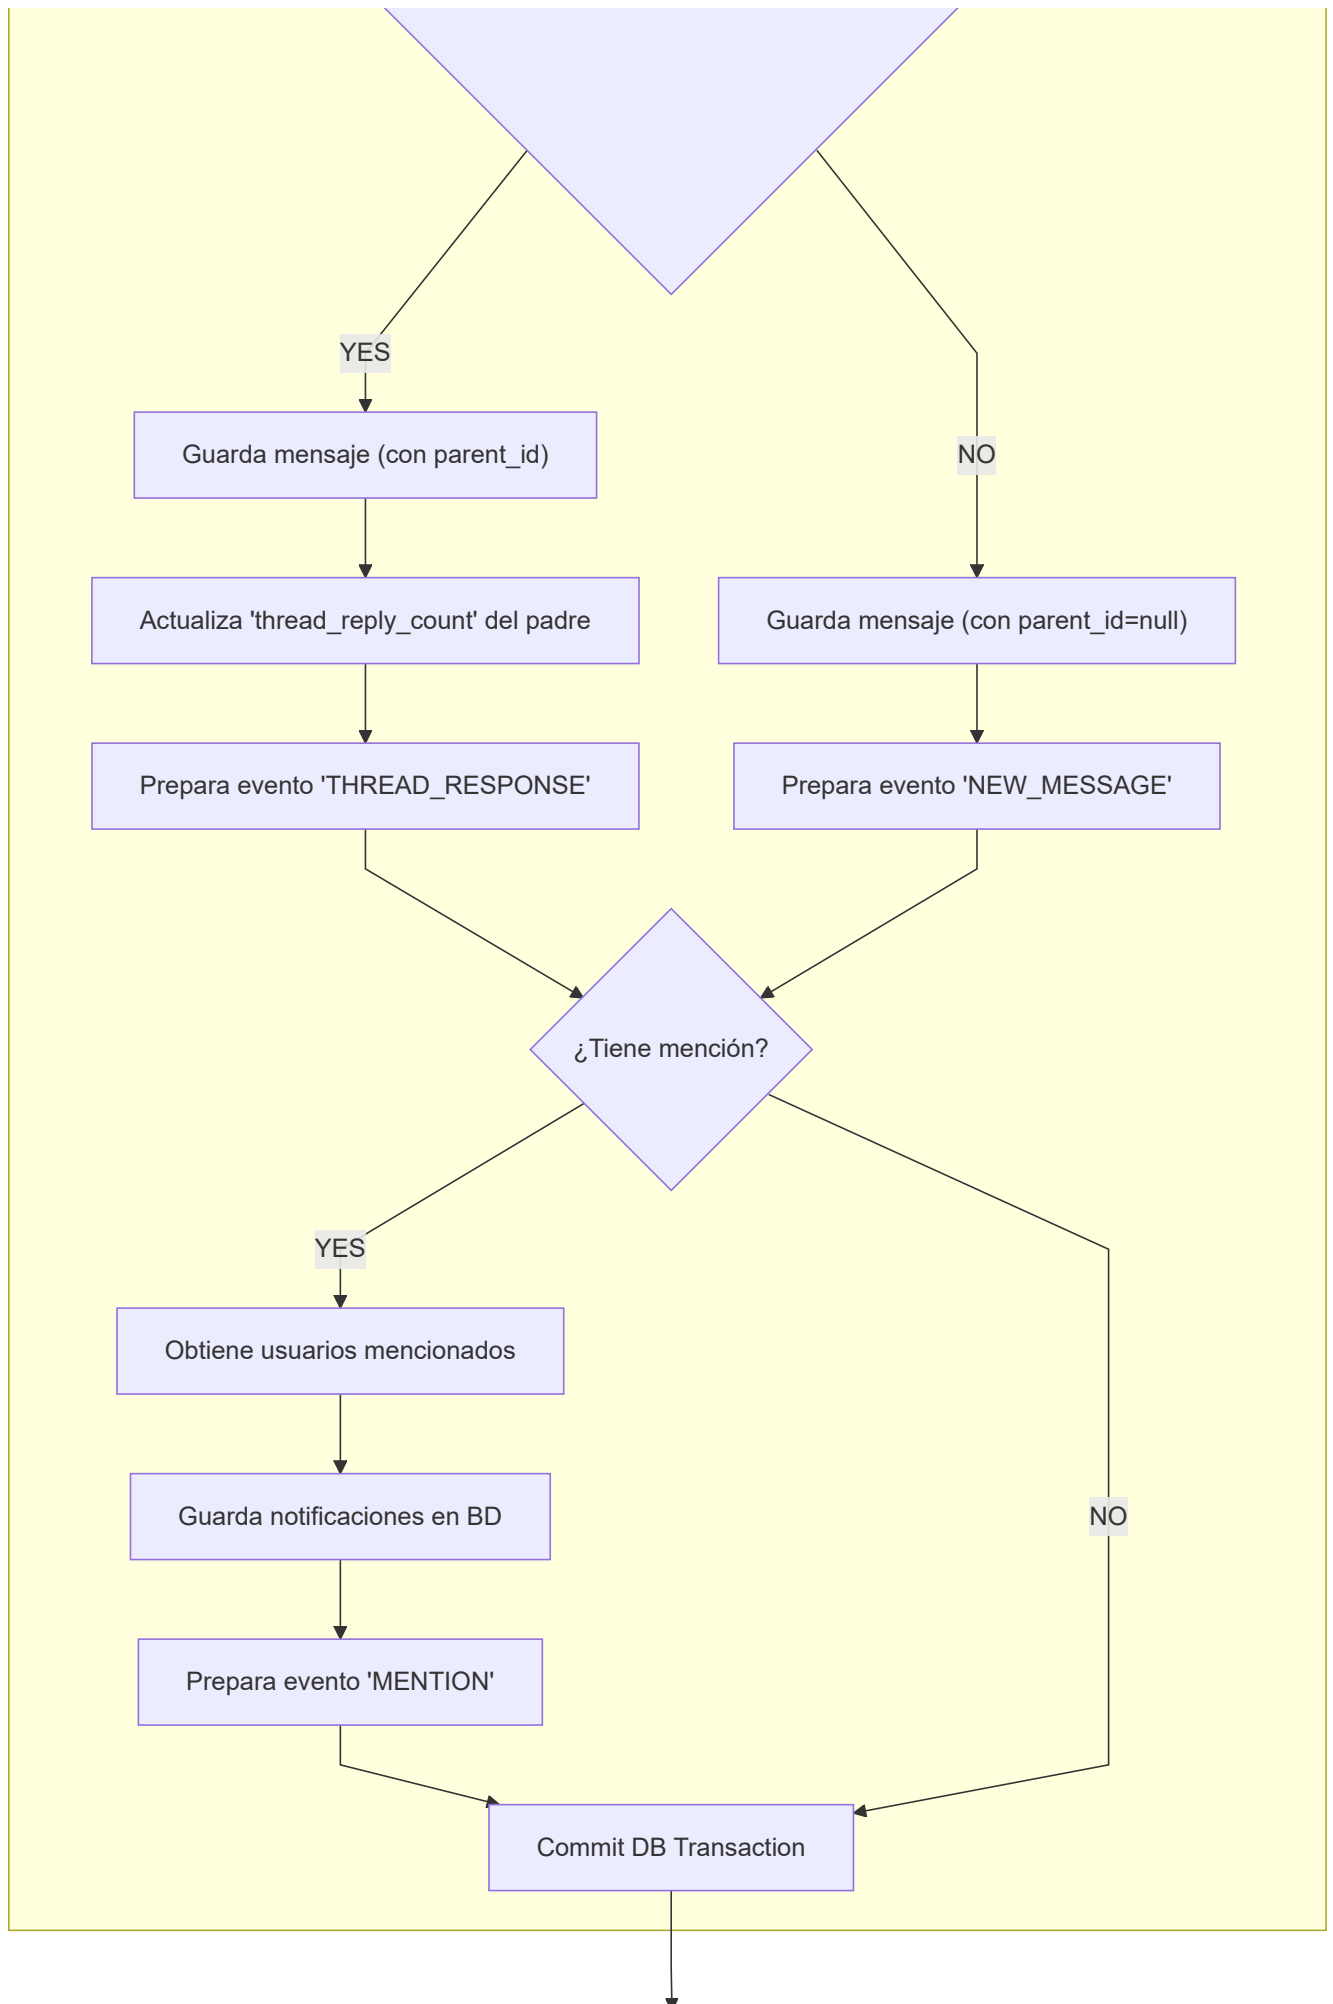 YES
Guarda mensaje (con parent_id)
NO
Actualiza 'thread_reply_count' del padre
Guarda mensaje (con parent_id=null)
Prepara evento 'THREAD_RESPONSE'
Prepara evento 'NEW_MESSAGE'
¿Tiene mención?
YES
Obtiene usuarios mencionados
Guarda notificaciones en BD
NO
Prepara evento 'MENTION'
Commit DB Transaction